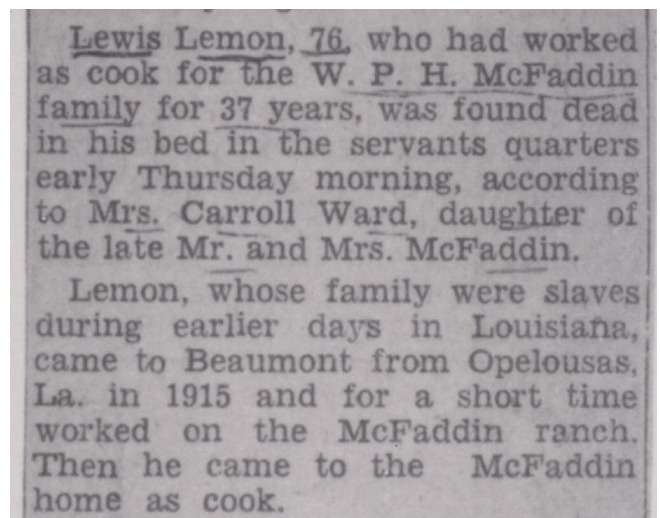 Lewis Lemon, 76, who had worked
as cook for the W. P. H. McFaddin
family for 37 years, was found dead
in his bed in the servants quarters
early Thursday morning, according
to Mrs. Carroll Ward, daughter of
the late Mr. and Mrs. McFaddin.
Lemon, whose family were slaves
during earlier days in Louisiana,
came to Beaumont from Opelousas,
La. in 1915 and for a short time
worked on the McFaddin ranch.
Then he came to the McFaddin
home as cook.